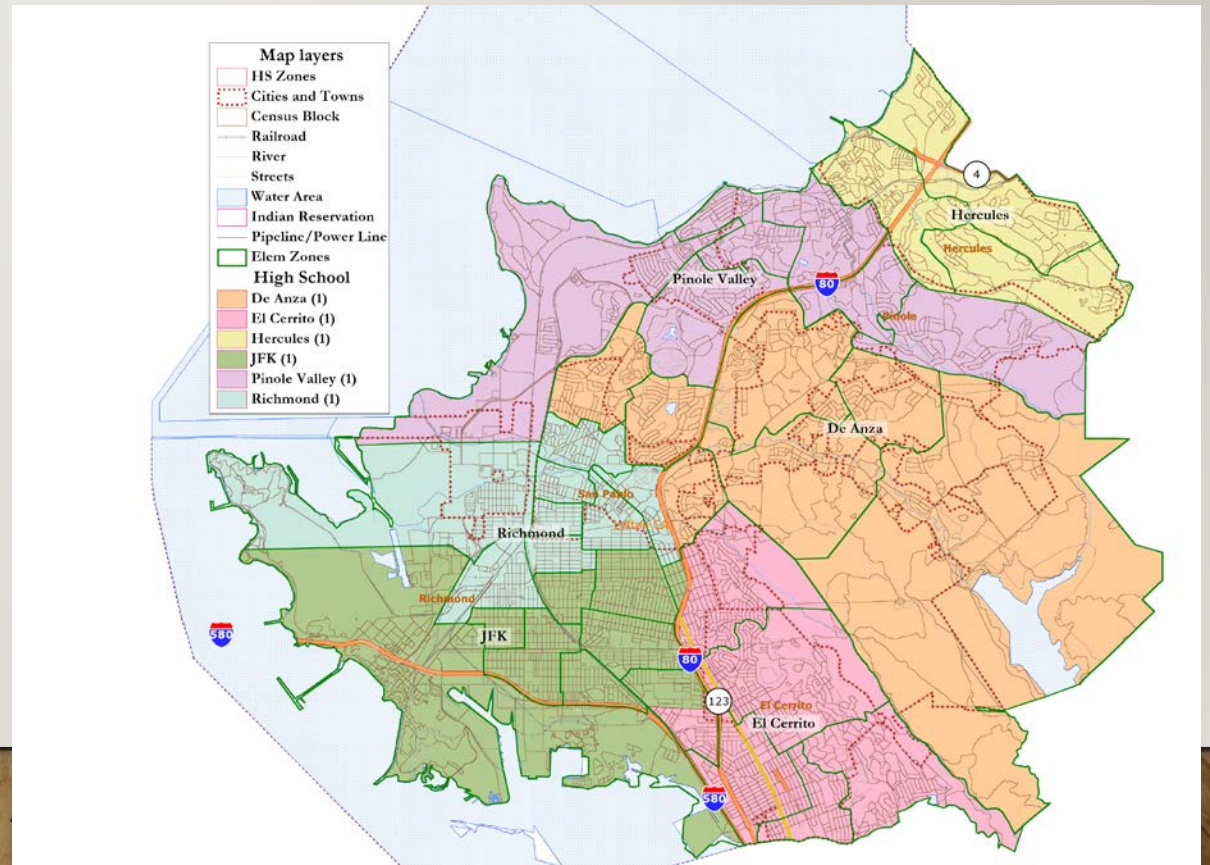 Map layers
HS Zones
Cities and Towns
Census Block
Railroad
River
Streets
Water Area
Indian Reservation
Pipeline/Power Line
Elem Zones
High School
De Anza (1)
El Cerrito (1)
Hercules (1)
JFK (1)
Pinole Valley (1)
Richmond (1)
4
Hercules
Hercules
Pinole Valley
80
Pinole
De Anza
San Pablo
Richmond
Richmond
580
JFK
80
123
El Cerrito
El Cerrito
580